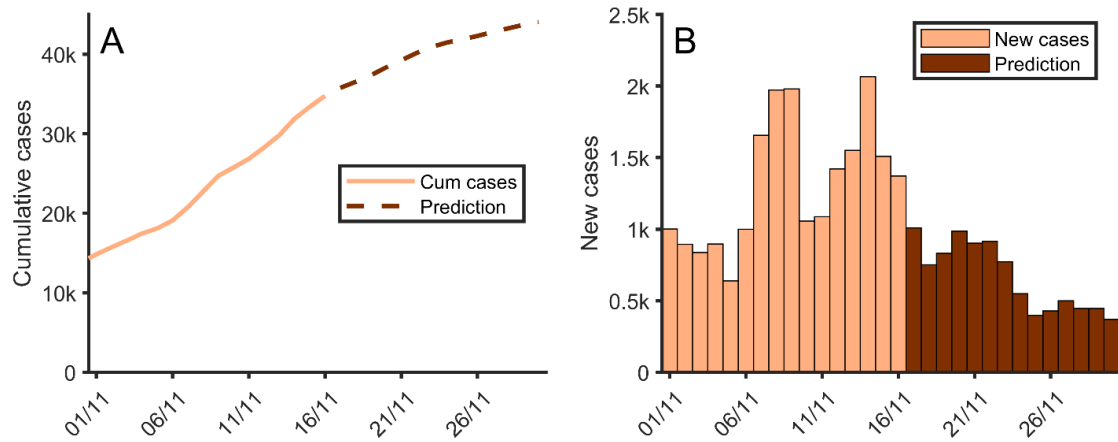 A
Cumulative cases
40k
30k
20k
10k
0
Cum cases
Prediction
01/11
06/11
11/11
16/11
21/11
26/11
B
New cases
2.5k
2k
1.5k
1k
0.5k
0
New cases
Prediction
01/11
06/11
11/11
16/11
21/11
26/11